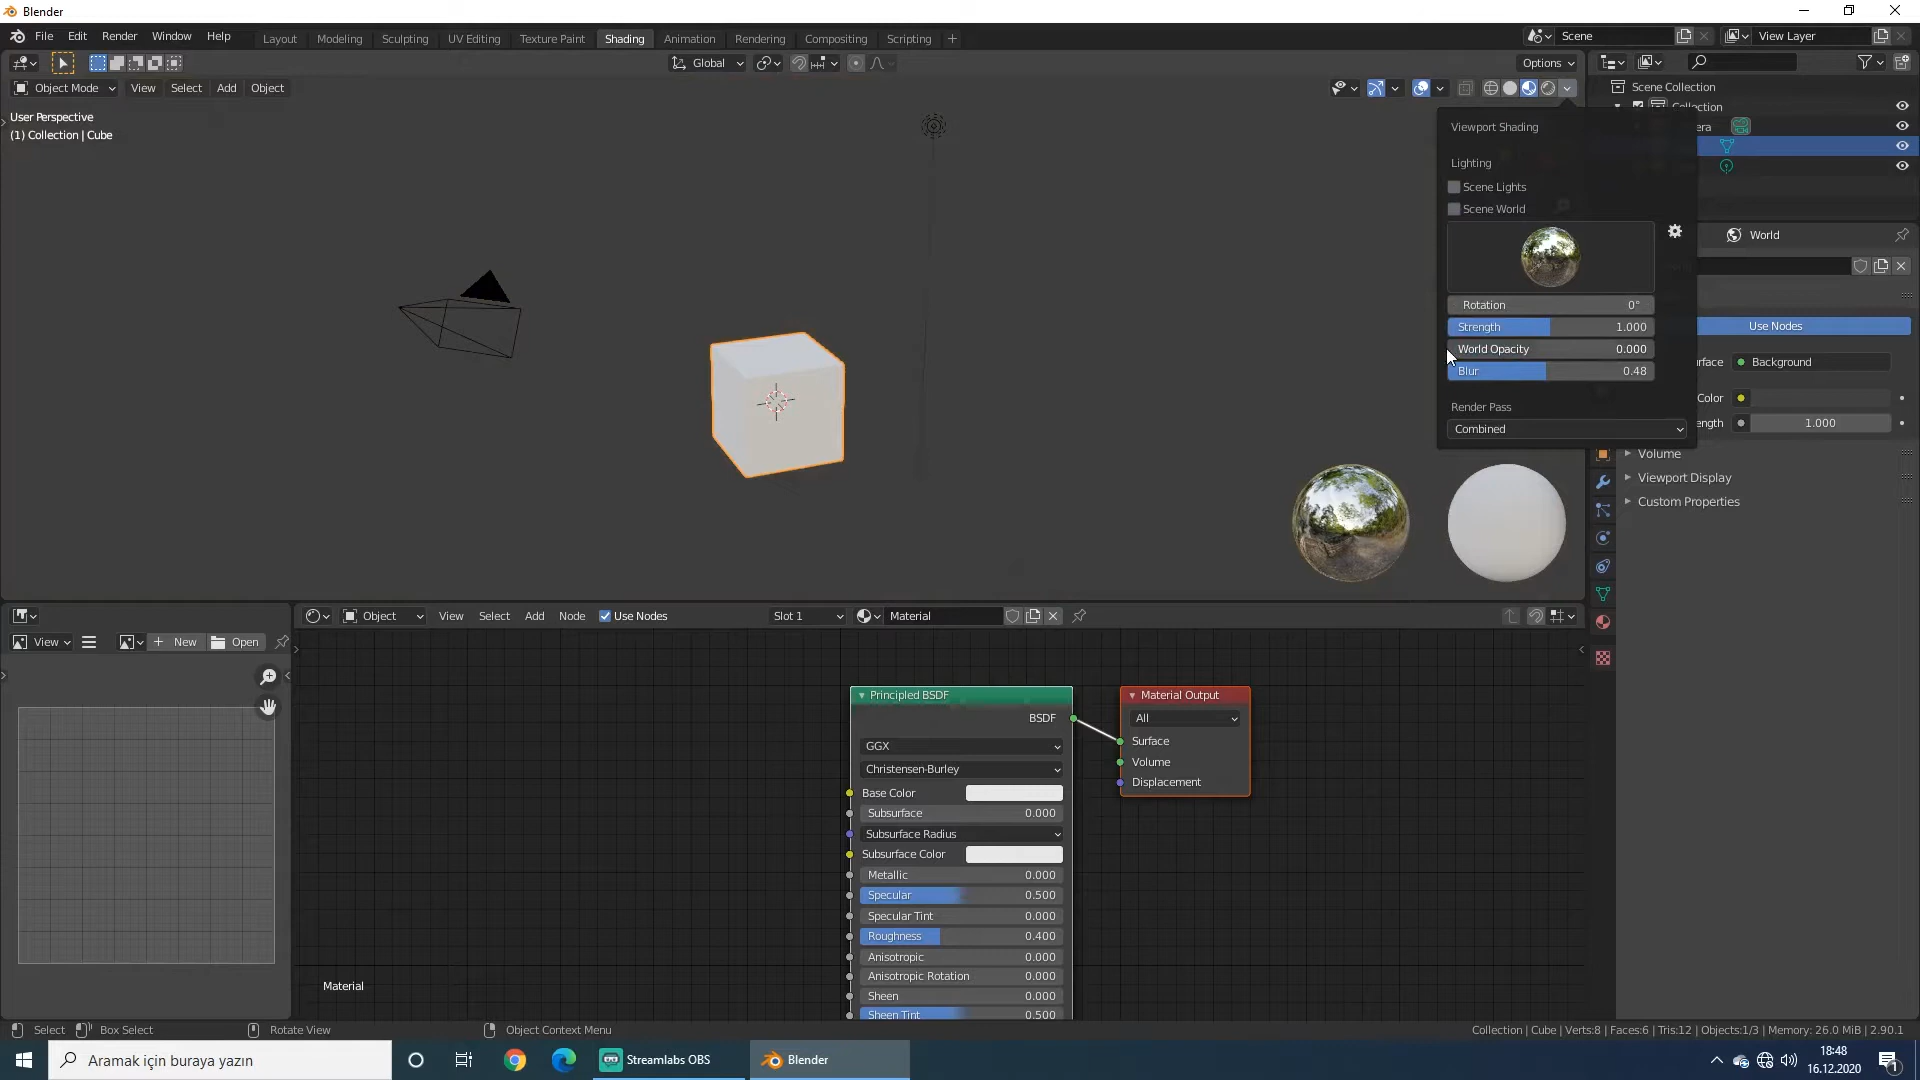 Blender
File Edit Render Window Help
Layout Modeling Sculpting UV Editing Texture Paint Shading Animation Rendering Compositing Scripting +
Scene
View Layer
Global
Options
Object Mode View Select Add Object
User Perspective
(1) Collection | Cube
Scene Collection
Collection
Viewport Shading
Lighting
Scene Lights
Scene World
Rotation 0°
Strength 1.000
World Opacity 0.000
Blur 0.48
Render Pass
Combined
World
Use Nodes
Background
Color
1.000
Volume
Viewport Display
Custom Properties
Object View Select Add Node Use Nodes Slot 1 Material
View New Open
Principled BSDF
BSDF
GGX
Christensen-Burley
Base Color
Subsurface 0.000
Subsurface Radius
Subsurface Color
Metallic 0.000
Specular 0.500
Specular Tint 0.000
Roughness 0.400
Anisotropic 0.000
Anisotropic Rotation 0.000
Sheen 0.000
Sheen Tint 0.500
Material Output
All
Surface
Volume
Displacement
Material
Select Box Select Rotate View Object Context Menu
Collection | Cube | Verts:8 | Faces:6 | Tris:12 | Objects:1/3 | Memory: 26.0 MiB | 2.90.1
Aramak için buraya yazın
Streamlabs OBS
Blender
18:48
16.12.2020
1